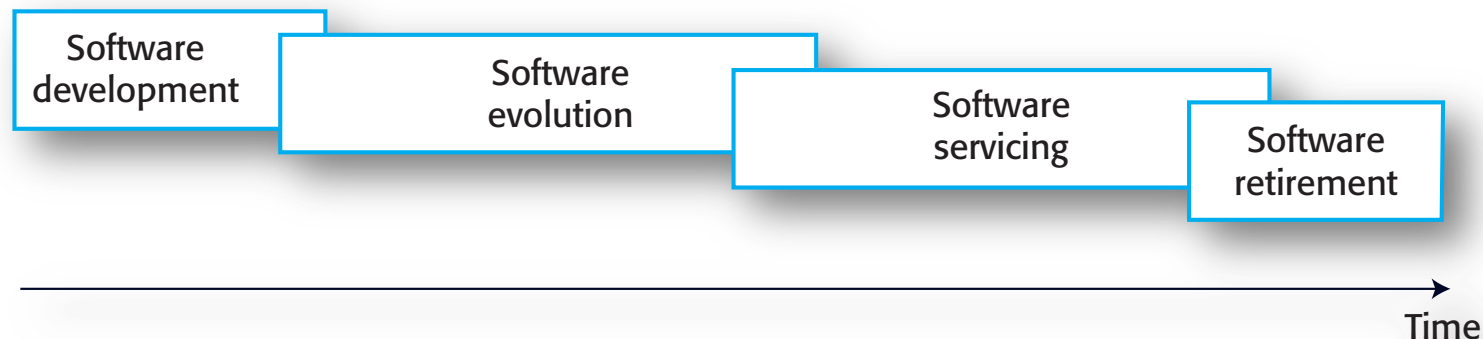 Software
development
Software
evolution
Software
servicing
Software
retirement
Time